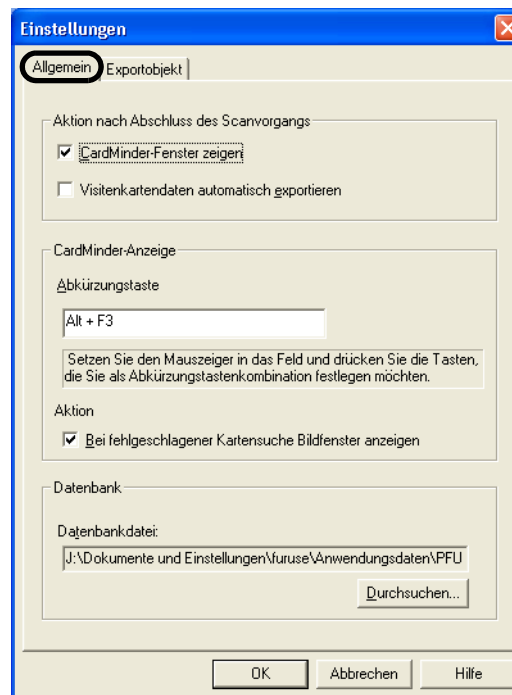 Einstellungen
Allgemein Exportobjekt
Aktion nach Abschluss des Scanvorgangs
CardMinder-Fenster zeigen
Visitenkartendaten automatisch exportieren
CardMinder-Anzeige
Abkürzungstaste
Alt + F3
Setzen Sie den Mauszeiger in das Feld und drücken Sie die Tasten,
die Sie als Abkürzungstastenkombination festlegen möchten.
Aktion
Bei fehlgeschlagener Kartensuche Bildfenster anzeigen
Datenbank
Datenbankdatei:
J:\Dokumente und Einstellungen\furuse\Anwendungsdaten\PFU
Durchsuchen...
OK Abbrechen Hilfe